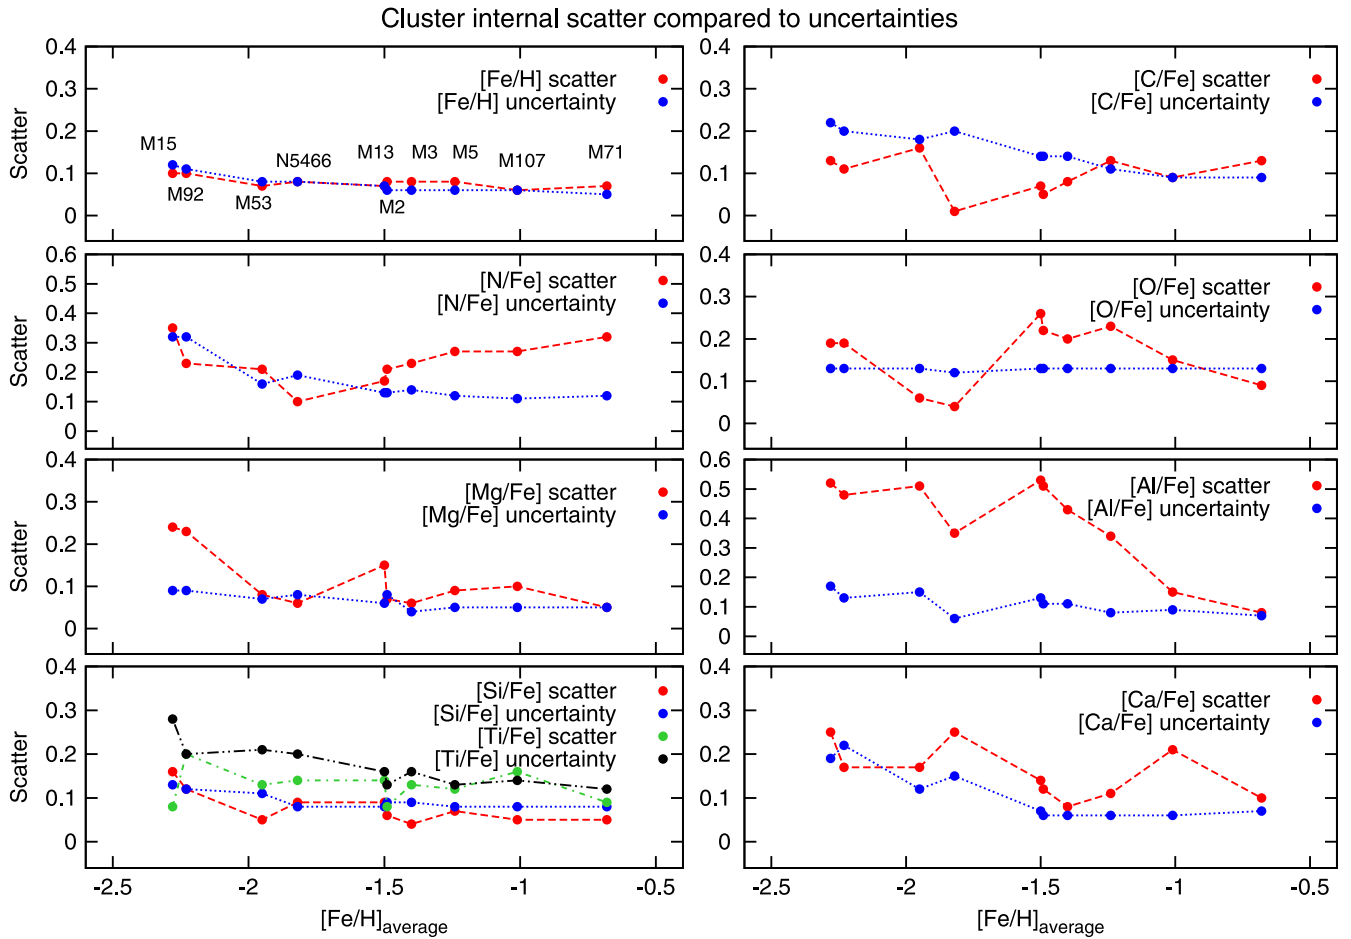 Cluster internal scatter compared to uncertainties
0.4
0.3
0.2
0.1
0
Scatter
[Fe/H] scatter
[Fe/H] uncertainty
M15
M92
M53
N5466
M13
M2
M3
M5
M107
M71
0.4
0.3
0.2
0.1
0
[C/Fe] scatter
[C/Fe] uncertainty
0.6
0.5
0.4
0.3
0.2
0.1
0
Scatter
[N/Fe] scatter
[N/Fe] uncertainty
0.4
0.3
0.2
0.1
0
[O/Fe] scatter
[O/Fe] uncertainty
0.4
0.3
0.2
0.1
0
Scatter
[Mg/Fe] scatter
[Mg/Fe] uncertainty
0.6
0.5
0.4
0.3
0.2
0.1
0
[Al/Fe] scatter
[Al/Fe] uncertainty
0.4
0.3
0.2
0.1
0
Scatter
[Si/Fe] scatter
[Si/Fe] uncertainty
[Ti/Fe] scatter
[Ti/Fe] uncertainty
-2.5 -2 -1.5 -1 -0.5
[Fe/H]average
0.4
0.3
0.2
0.1
0
[Ca/Fe] scatter
[Ca/Fe] uncertainty
-2.5 -2 -1.5 -1 -0.5
[Fe/H]average